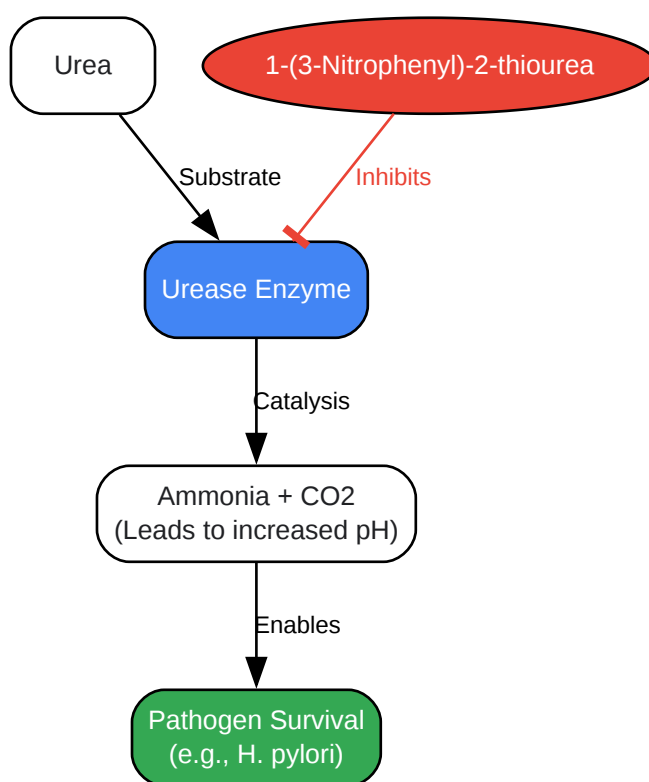 Urea
1-(3-Nitrophenyl)-2-thiourea
Substrate
Inhibits
Urease Enzyme
Catalysis
Ammonia + CO2
(Leads to increased pH)
Enables
Pathogen Survival
(e.g., H. pylori)